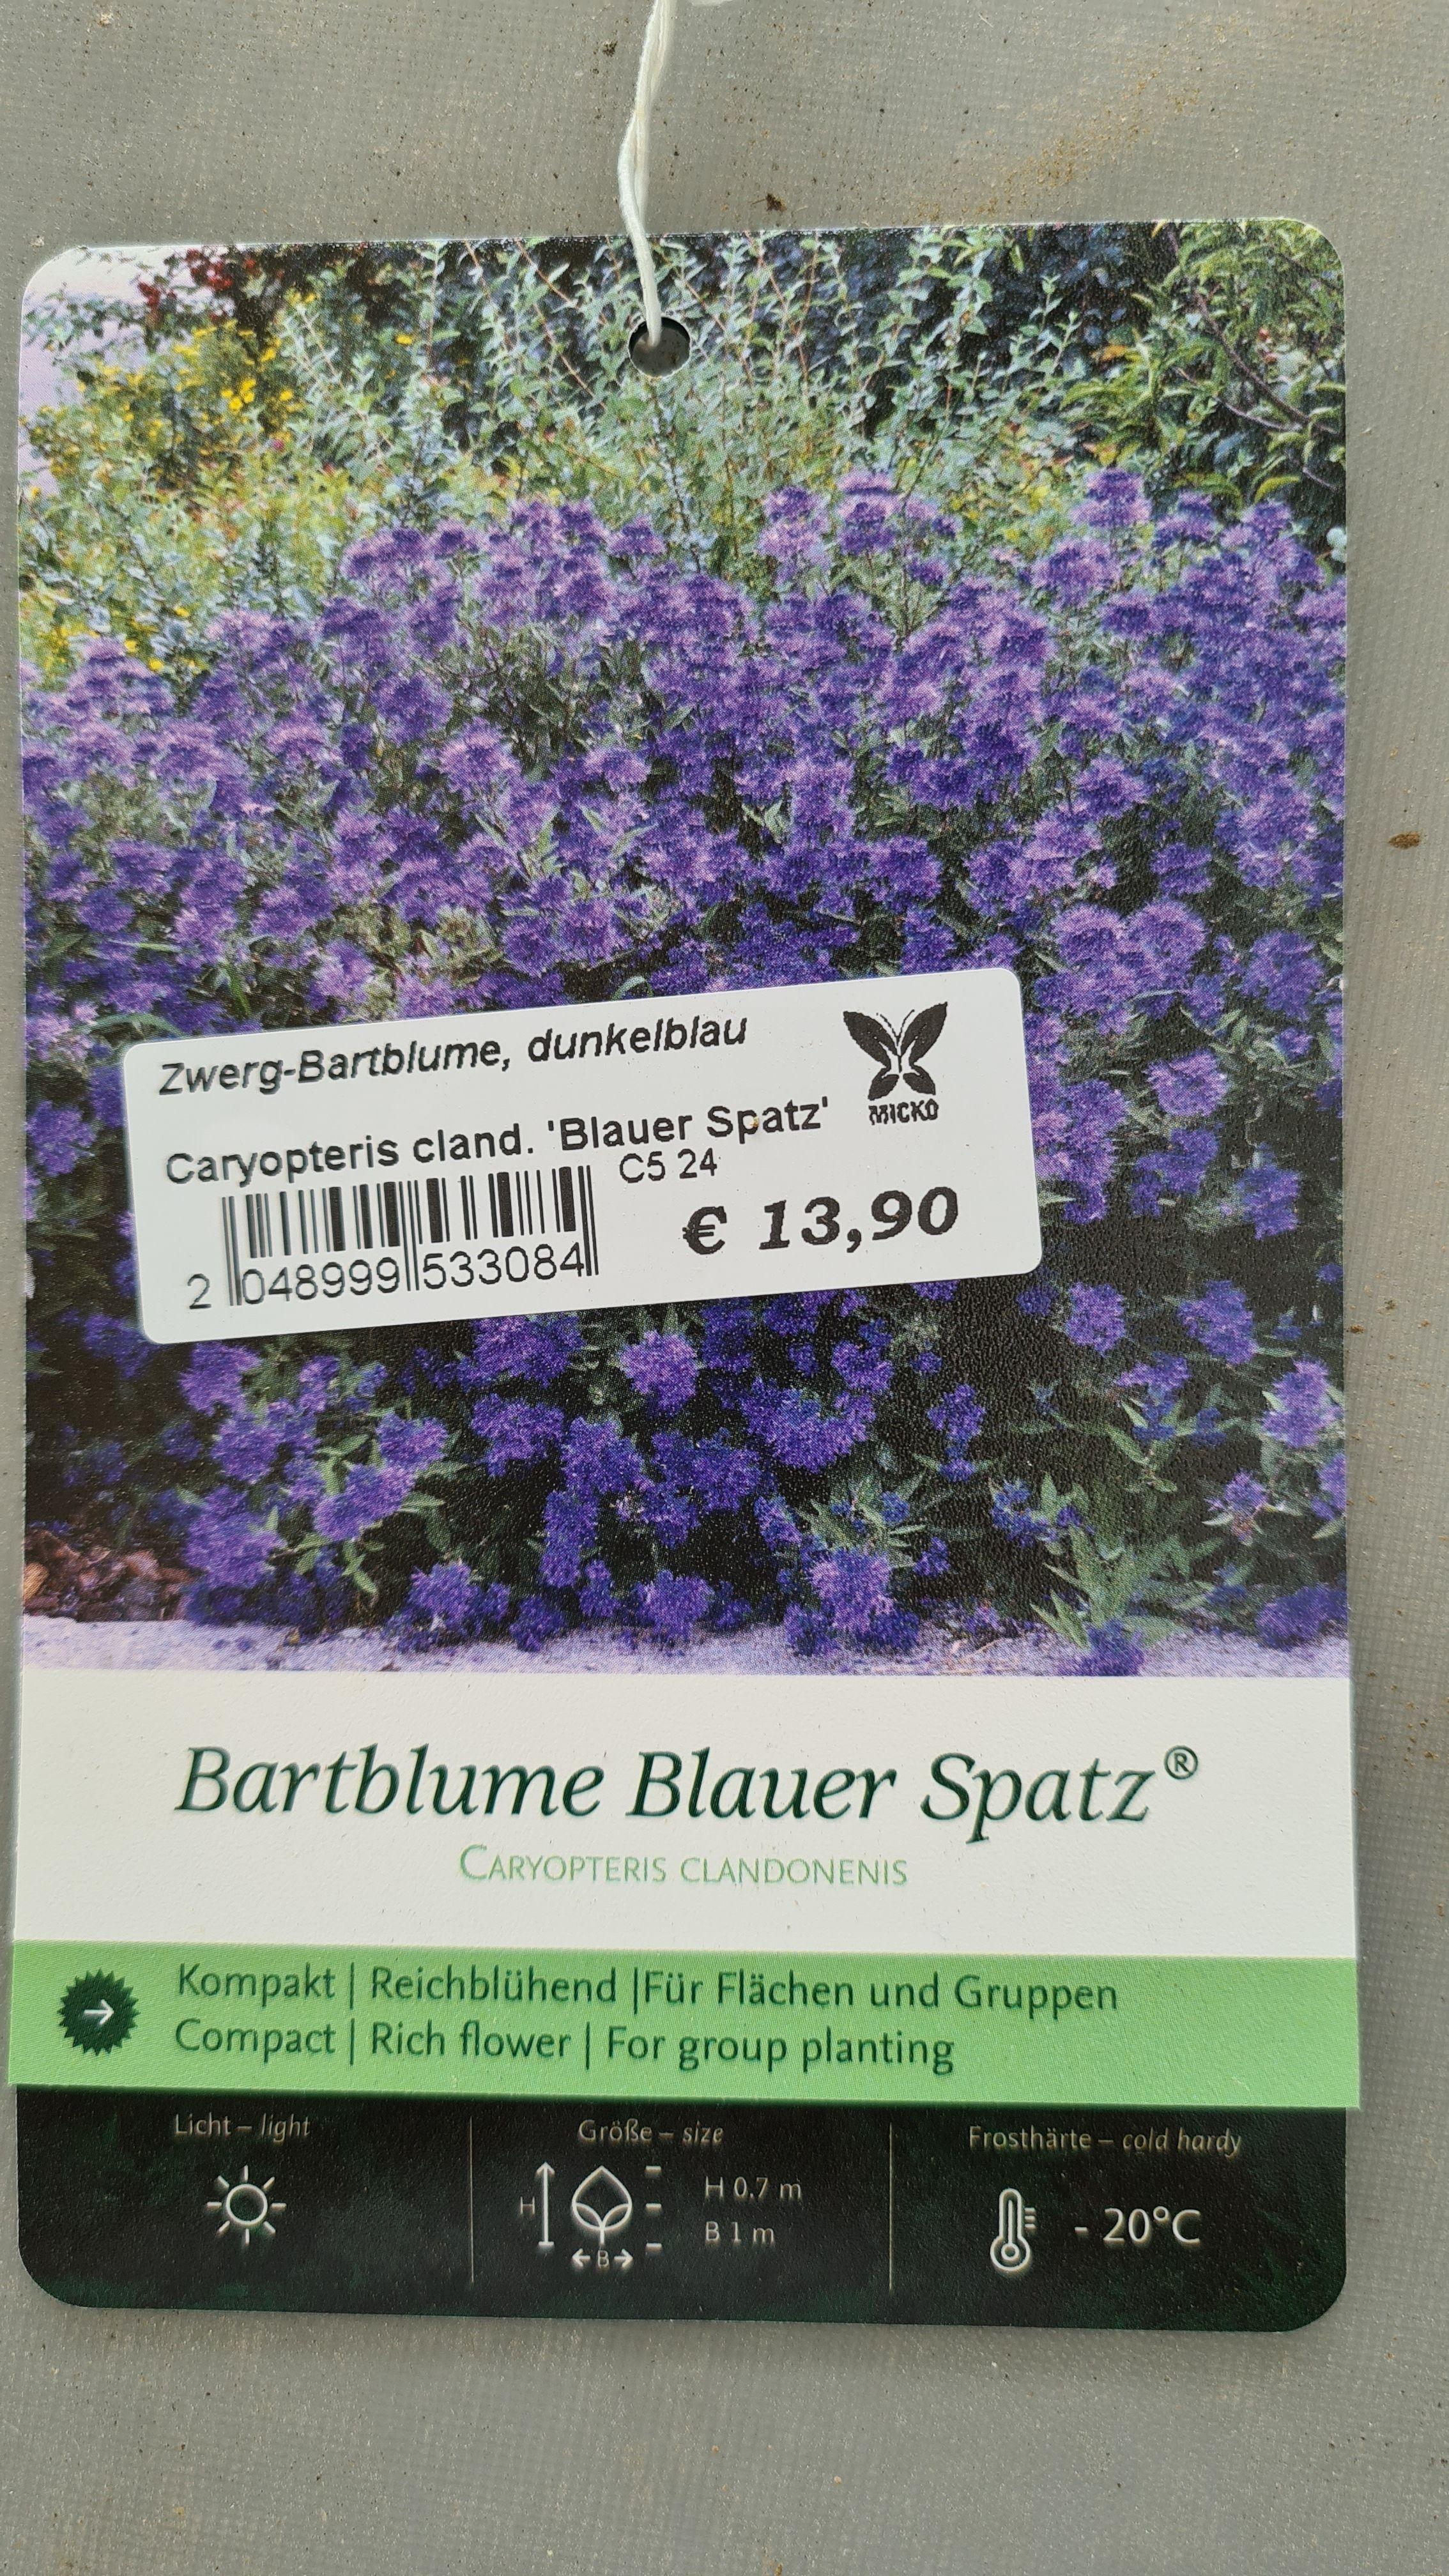 Zwerg-Bartblume, dunkelblau
MICKO
Caryopteris cland. 'Blauer Spatz'
C5 24
€ 13,90
2 048999 533084
Bartblume Blauer Spatz®
CARYOPTERIS CLANDONENIS
Kompakt | Reichblühend |Für Flächen und Gruppen
Compact | Rich flower | For group planting
Licht – light
Größe – size
H
B
H 0.7 m
B 1 m
Frosthärte – cold hardy
- 20°C